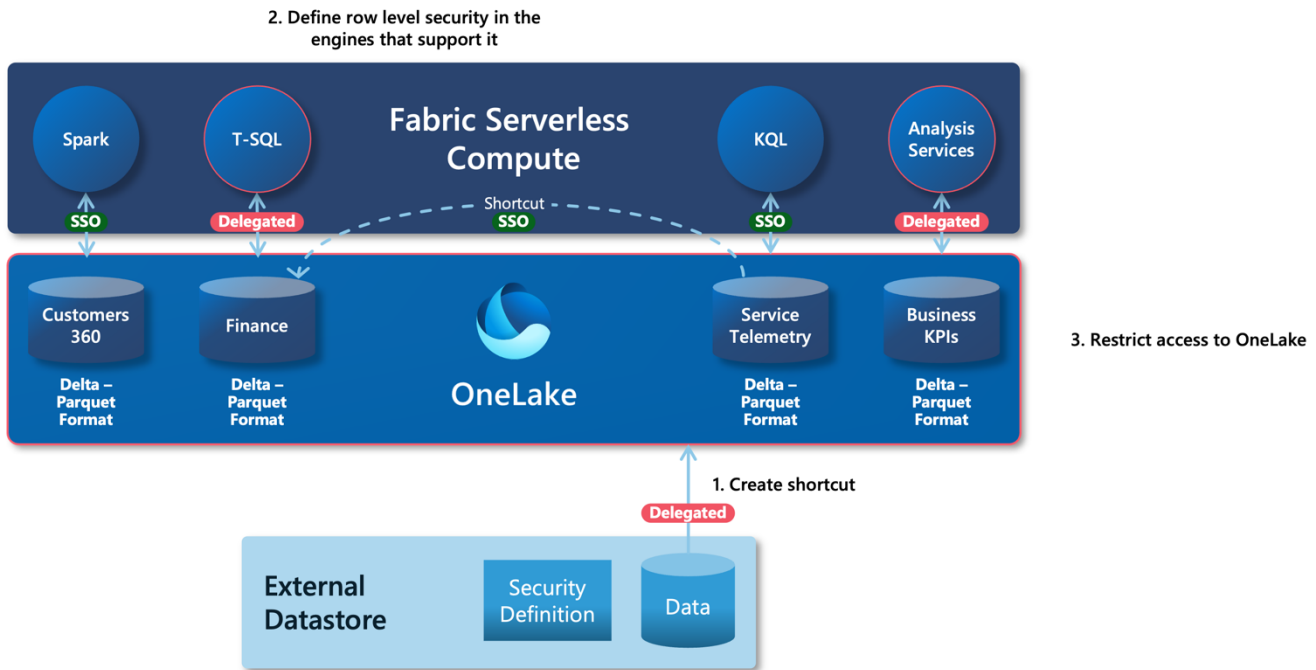 2. Define row level security in the
engines that support it
Spark
T-SQL
Fabric Serverless
Compute
KQL
Analysis
Services
SSO
Delegated
Shortcut
SSO
SSO
Delegated
Customers
360
Finance
OneLake
Service
Telemetry
Business
KPIs
Delta –
Parquet
Format
Delta –
Parquet
Format
Delta –
Parquet
Format
Delta –
Parquet
Format
3. Restrict access to OneLake
1. Create shortcut
Delegated
External
Datastore
Security
Definition
Data